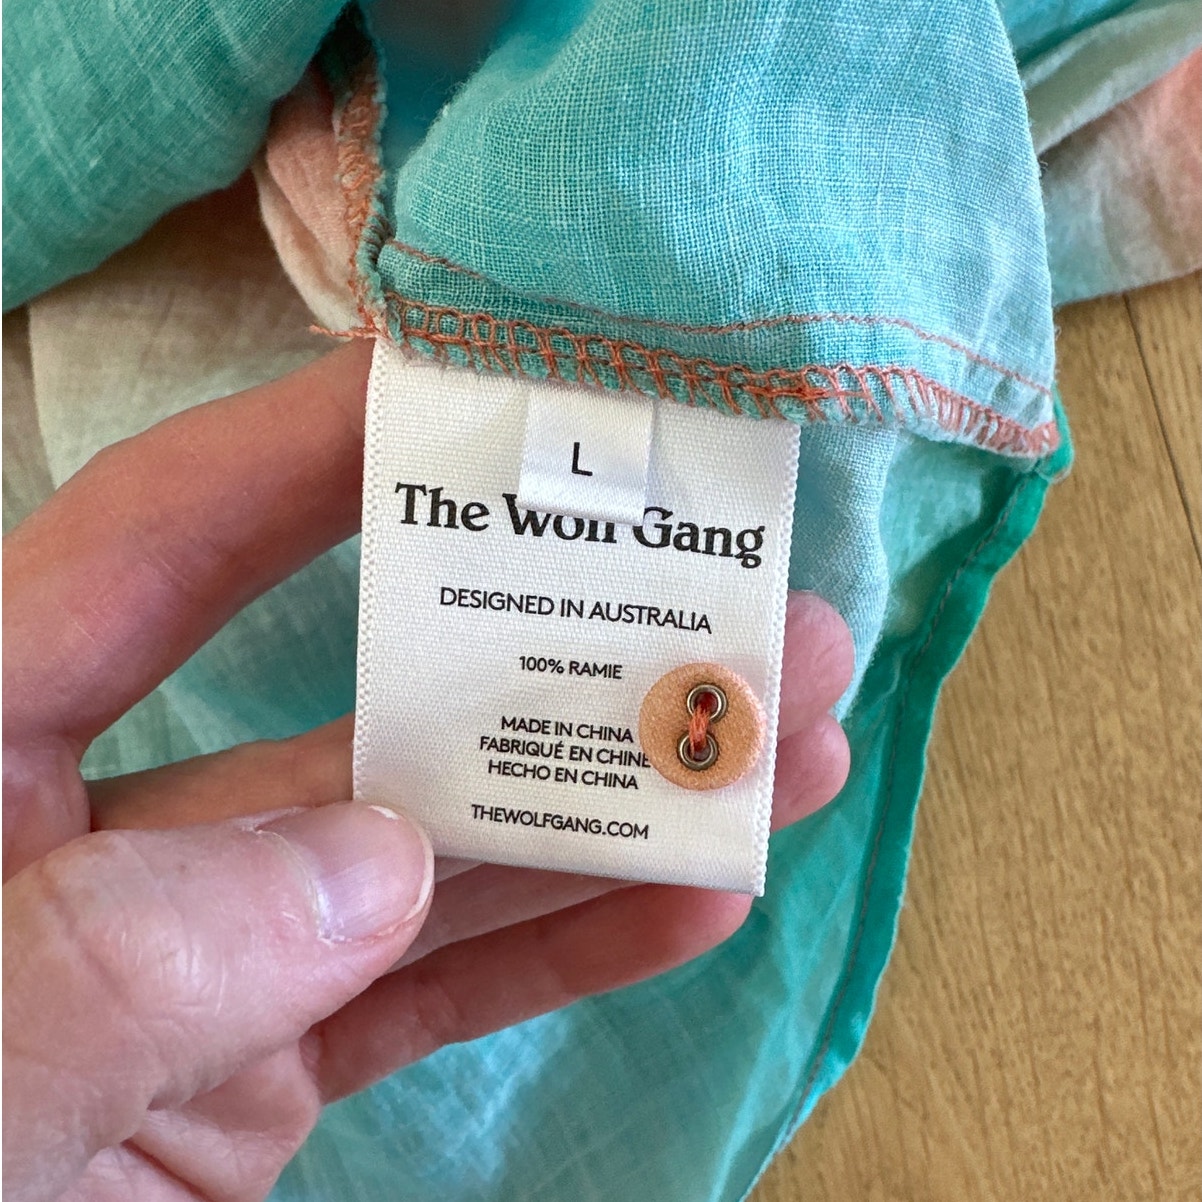 L
The Wolf Gang
DESIGNED IN AUSTRALIA
100% RAMIE
MADE IN CHINA
FABRIQUÉ EN CHINE
HECHO EN CHINA
THEWOLFGANG.COM